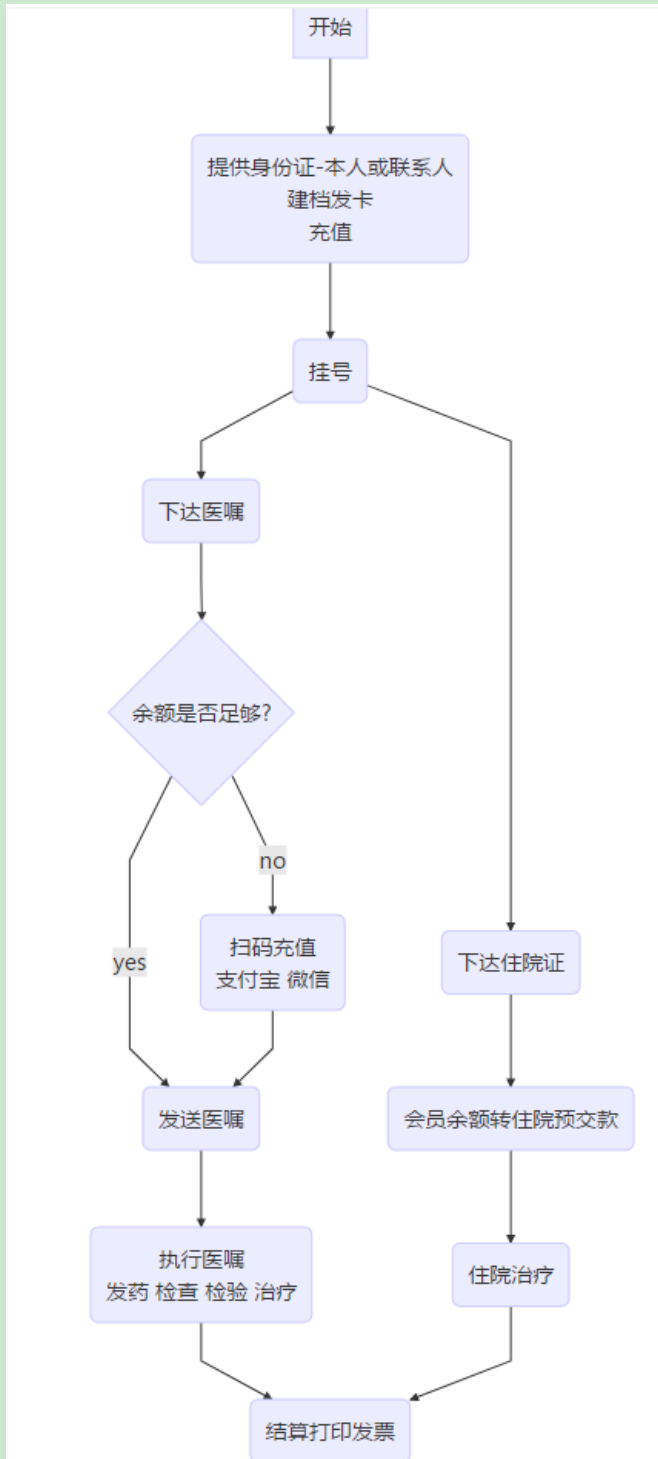 开始
提供身份证-本人或联系人
建档发卡
充值
挂号
下达医嘱
余额是否足够?
no
yes
扫码充值
支付宝 微信
下达住院证
发送医嘱
会员余额转住院预交款
执行医嘱
发药 检查 检验 治疗
住院治疗
结算打印发票